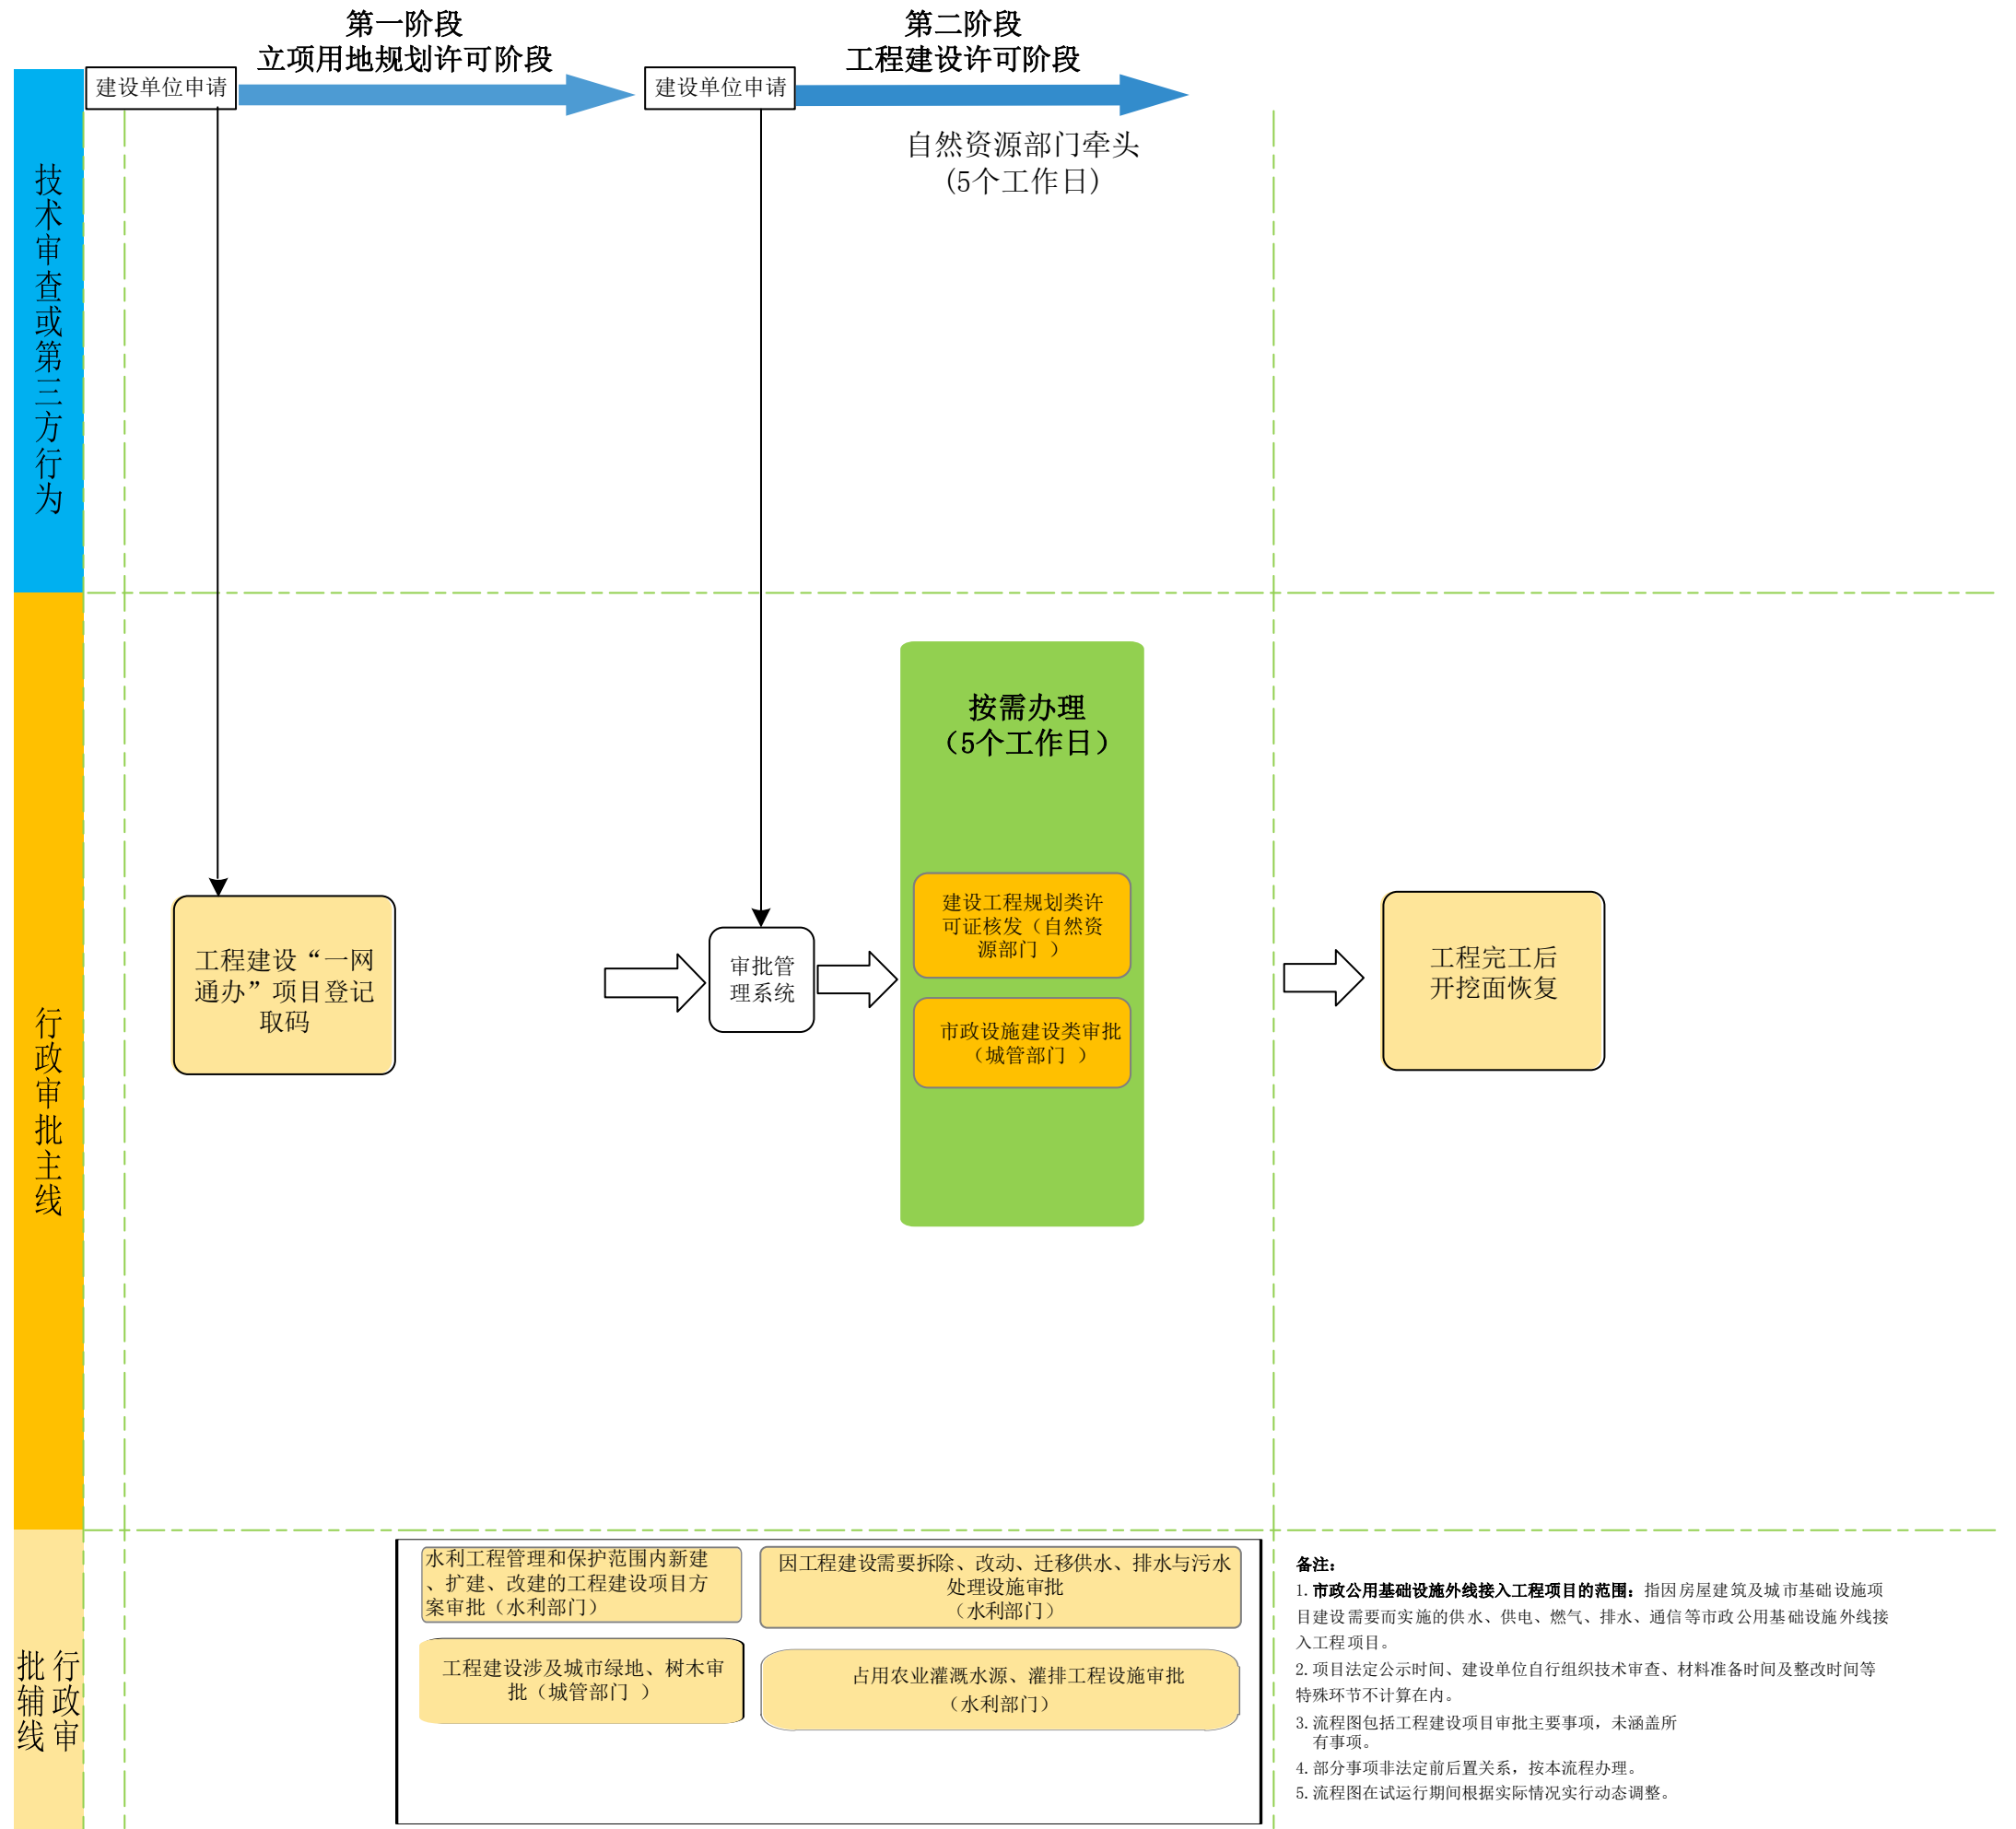 第一阶段
立项用地规划许可阶段
第二阶段
工程建设许可阶段
建设单位申请
建设单位申请
自然资源部门牵头
(5个工作日)
技术审查或第三方行为
行政审批主线
按需办理
（5个工作日）
建设工程规划类许
可证核发（自然资
源部门 ）
市政设施建设类审批
（城管部门 ）
工程建设“一网
通办”项目登记
取码
审批管
理系统
工程完工后
开挖面恢复
行政审
批辅线
水利工程管理和保护范围内新建
、扩建、改建的工程建设项目方
案审批（水利部门）
因工程建设需要拆除、改动、迁移供水、排水与污水
处理设施审批
（水利部门）
工程建设涉及城市绿地、树木审
批（城管部门 ）
占用农业灌溉水源、灌排工程设施审批
（水利部门）
备注：
1.市政公用基础设施外线接入工程项目的范围：指因房屋建筑及城市基础设施项
目建设需要而实施的供水、供电、燃气、排水、通信等市政公用基础设施外线接
入工程项目。
2.项目法定公示时间、建设单位自行组织技术审查、材料准备时间及整改时间等
特殊环节不计算在内。
3.流程图包括工程建设项目审批主要事项，未涵盖所
有事项。
4.部分事项非法定前后置关系，按本流程办理。
5.流程图在试运行期间根据实际情况实行动态调整。